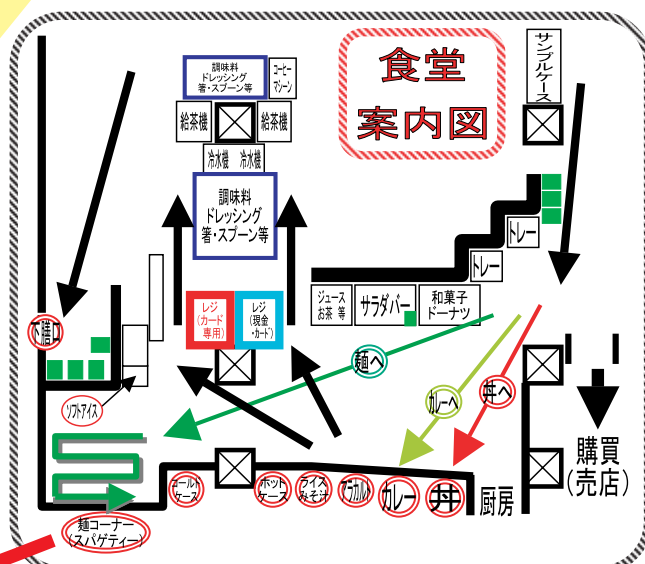 食堂
案内図
サンプルケース
調味料
ドレッシング
箸・スプーン等
コーヒー
マシーン
給茶機
給茶機
冷水機
冷水機
調味料
ドレッシング
箸・スプーン等
トレー
トレー
ジュース
お茶 等
サラダバー
和菓子
ドーナツ
レジ
(カード
専用)
レジ
(現金
・カード)
下膳口
麺へ
カレーへ
丼へ
ソフトアイス
購買
(売店)
コールド
ケース
ホット
ケース
ライス
みそ汁
アラカルト
カレー
丼
厨房
麺コーナー
(スパゲティー)